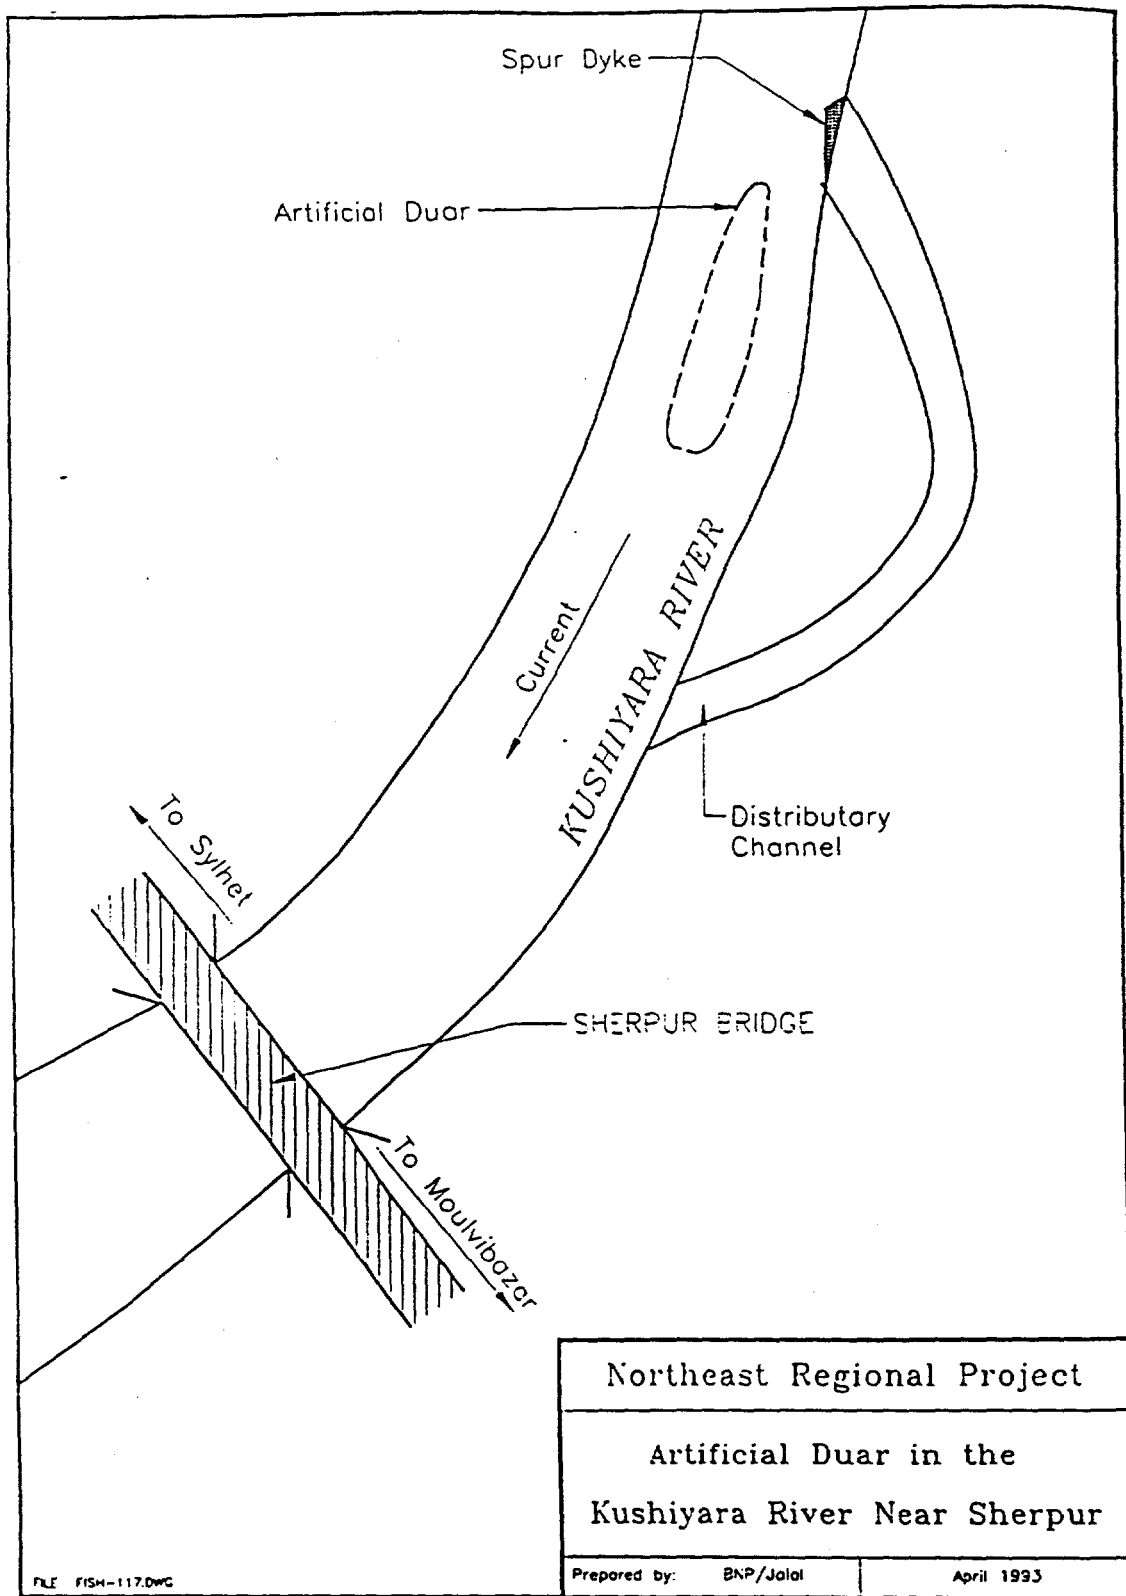 Spur Dyke
Artificial Duar
Current
KUSHIYARA RIVER
Distributary
Channel
To Sylhet
SHERPUR BRIDGE
To Moulvibazar
Northeast Regional Project
Artificial Duar in the
Kushiyara River Near Sherpur
Prepared by: BNP/Jalal April 1993
FILE FISH-117.DWG